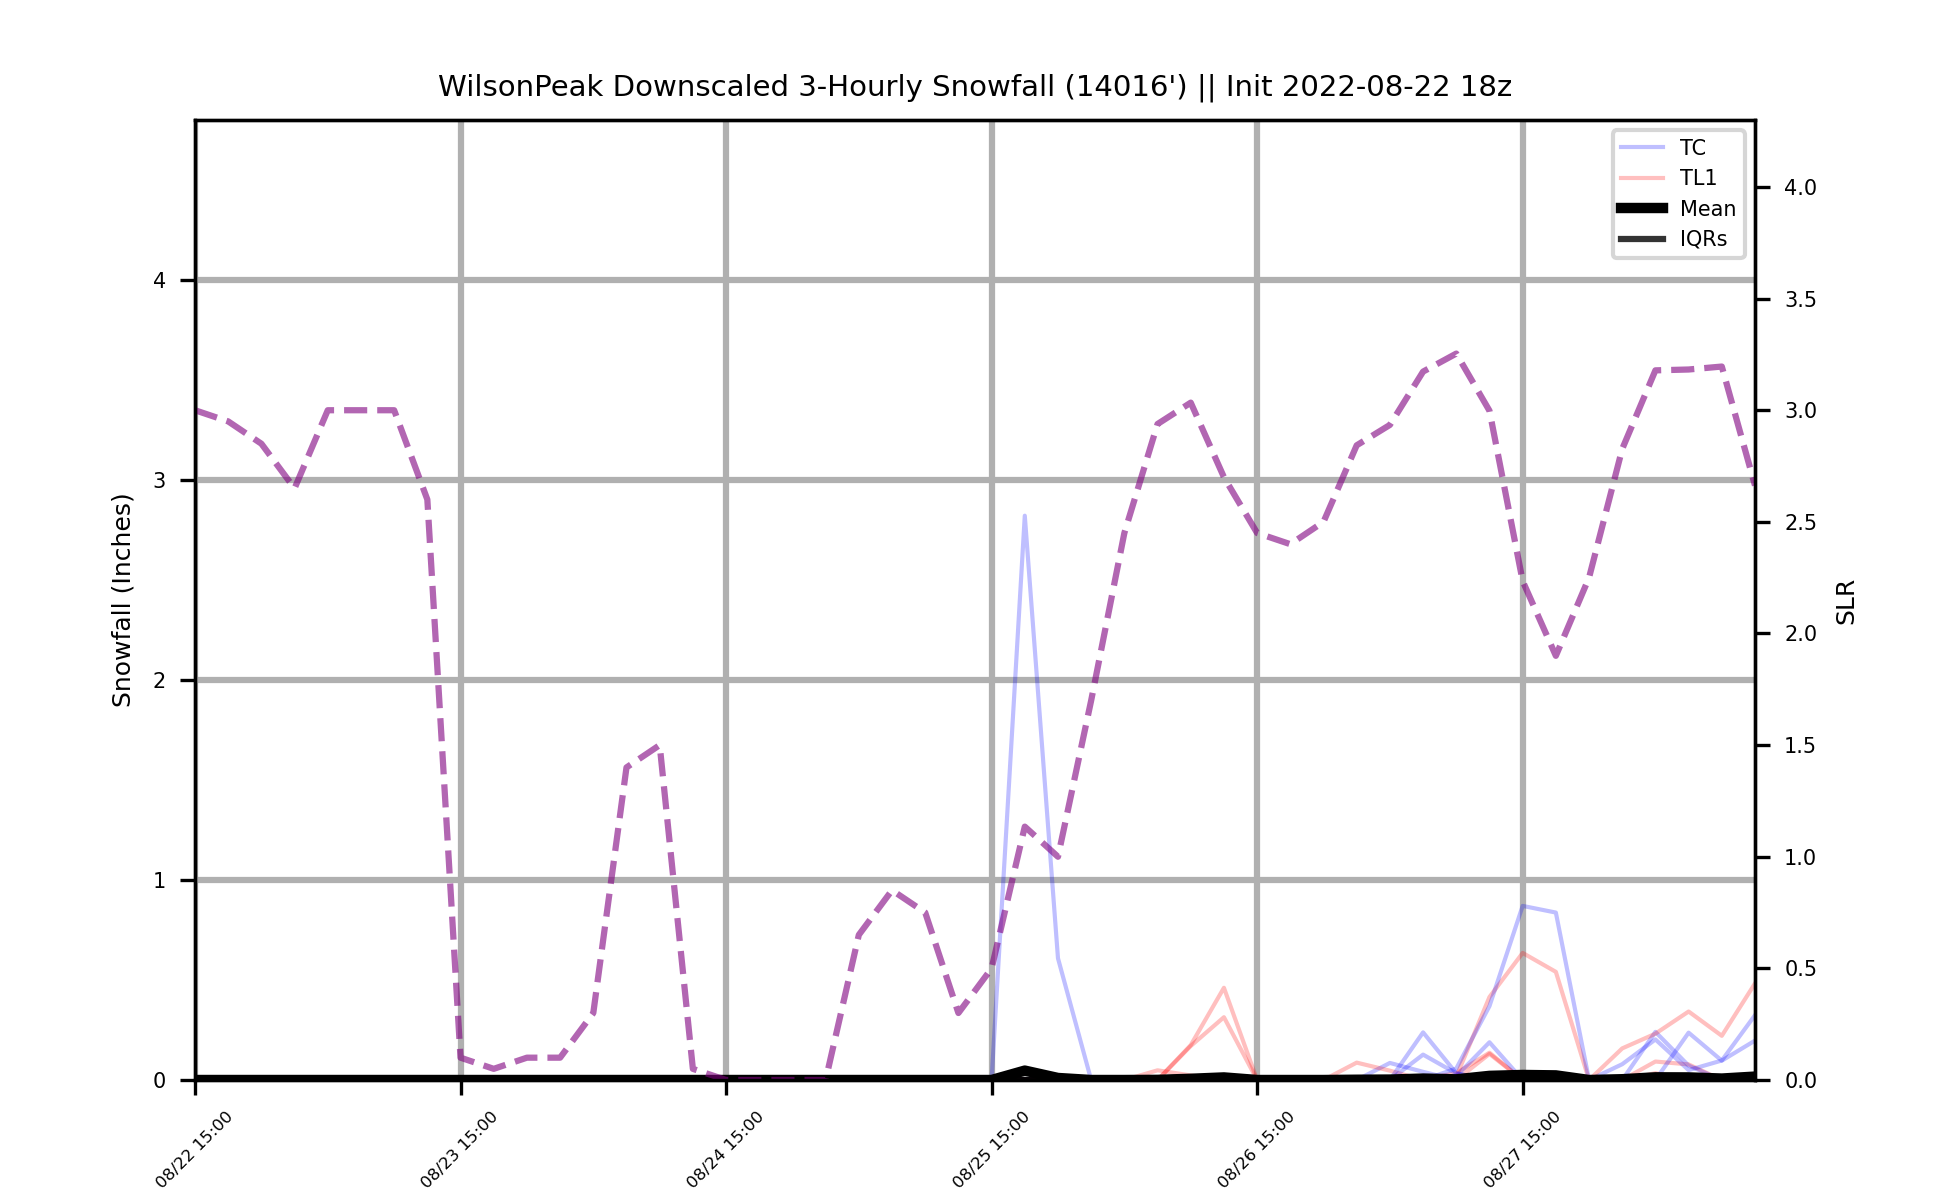 WilsonPeak Downscaled 3-Hourly Snowfall (14016') || Init 2022-08-22 18z
TC
TL1
Mean
IQRs
Snowfall (Inches)
4
3
2
1
0
4.0
3.5
3.0
2.5
2.0
1.5
1.0
0.5
0.0
SLR
08/22 15:00
08/23 15:00
08/24 15:00
08/25 15:00
08/26 15:00
08/27 15:00